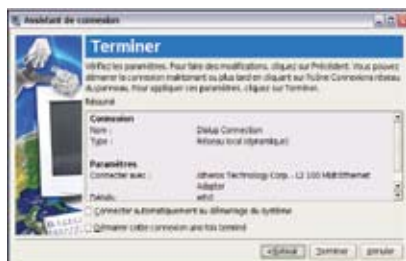 Assistant de connexion
Terminer
Vérifiez les paramètres. Pour faire des modifications, cliquez sur Précédent. Vous pouvez
démarrer la connexion maintenant ou plus tard en cliquant sur l'icône Connexions réseau
du panneau. Pour appliquer ces paramètres, cliquez sur Terminer.
Résumé
Connexion
Nom : Dialup Connection
Type : Réseau local (dynamique)
Paramètres
Connecter avec : Atheros Technology Corp. - L2 100 Mbit Ethernet
Adaptor
Détails: eth0
Connecter automatiquement au démarrage du système
Démarrer cette connexion une fois terminé
Terminer
Annuler